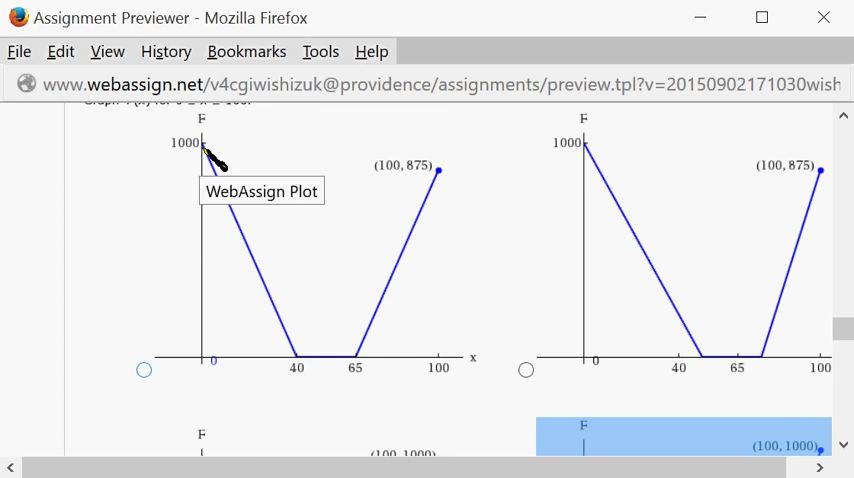 Assignment Previewer - Mozilla Firefox
File Edit View History Bookmarks Tools Help
www.webassign.net/v4cgiwishizuk@providence/assignments/preview.tpl?v=20150902171030wish
F
1000
(100, 875)
WebAssign Plot
0
40
65
100
x
F
1000
(100, 875)
0
40
65
100
F
(100, 1000)
F
(100, 1000)